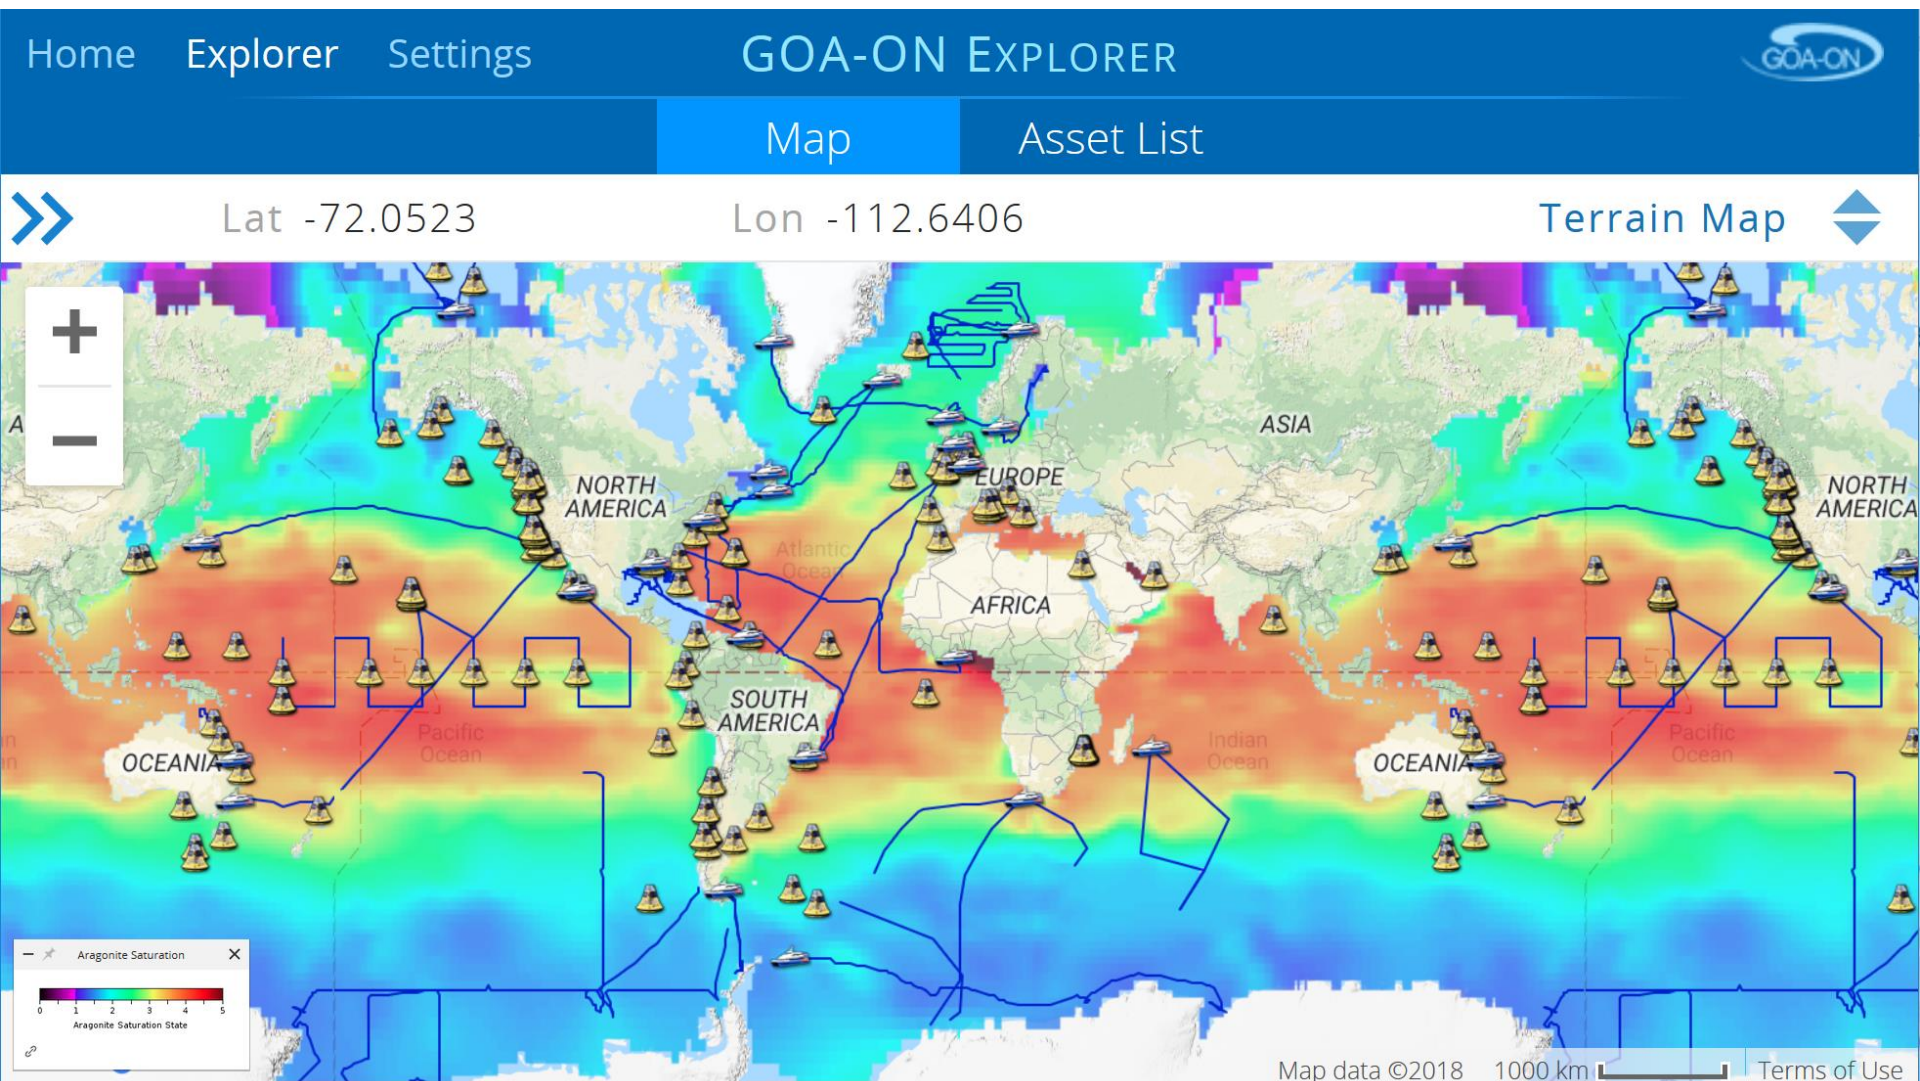 Home Explorer Settings
GOA-ON EXPLORER
GOA-ON
Map
Asset List
Lat -72.0523
Lon -112.6406
Terrain Map
+
−
A
NORTH
AMERICA
EUROPE
ASIA
NORTH
AMERICA
Atlantic
Ocean
AFRICA
SOUTH
AMERICA
Pacific
Ocean
OCEANIA
Indian
Ocean
OCEANIA
Pacific
Ocean
an
Aragonite Saturation
0 1 2 3 4 5
Aragonite Saturation State
Map data ©2018
1000 km
Terms of Use